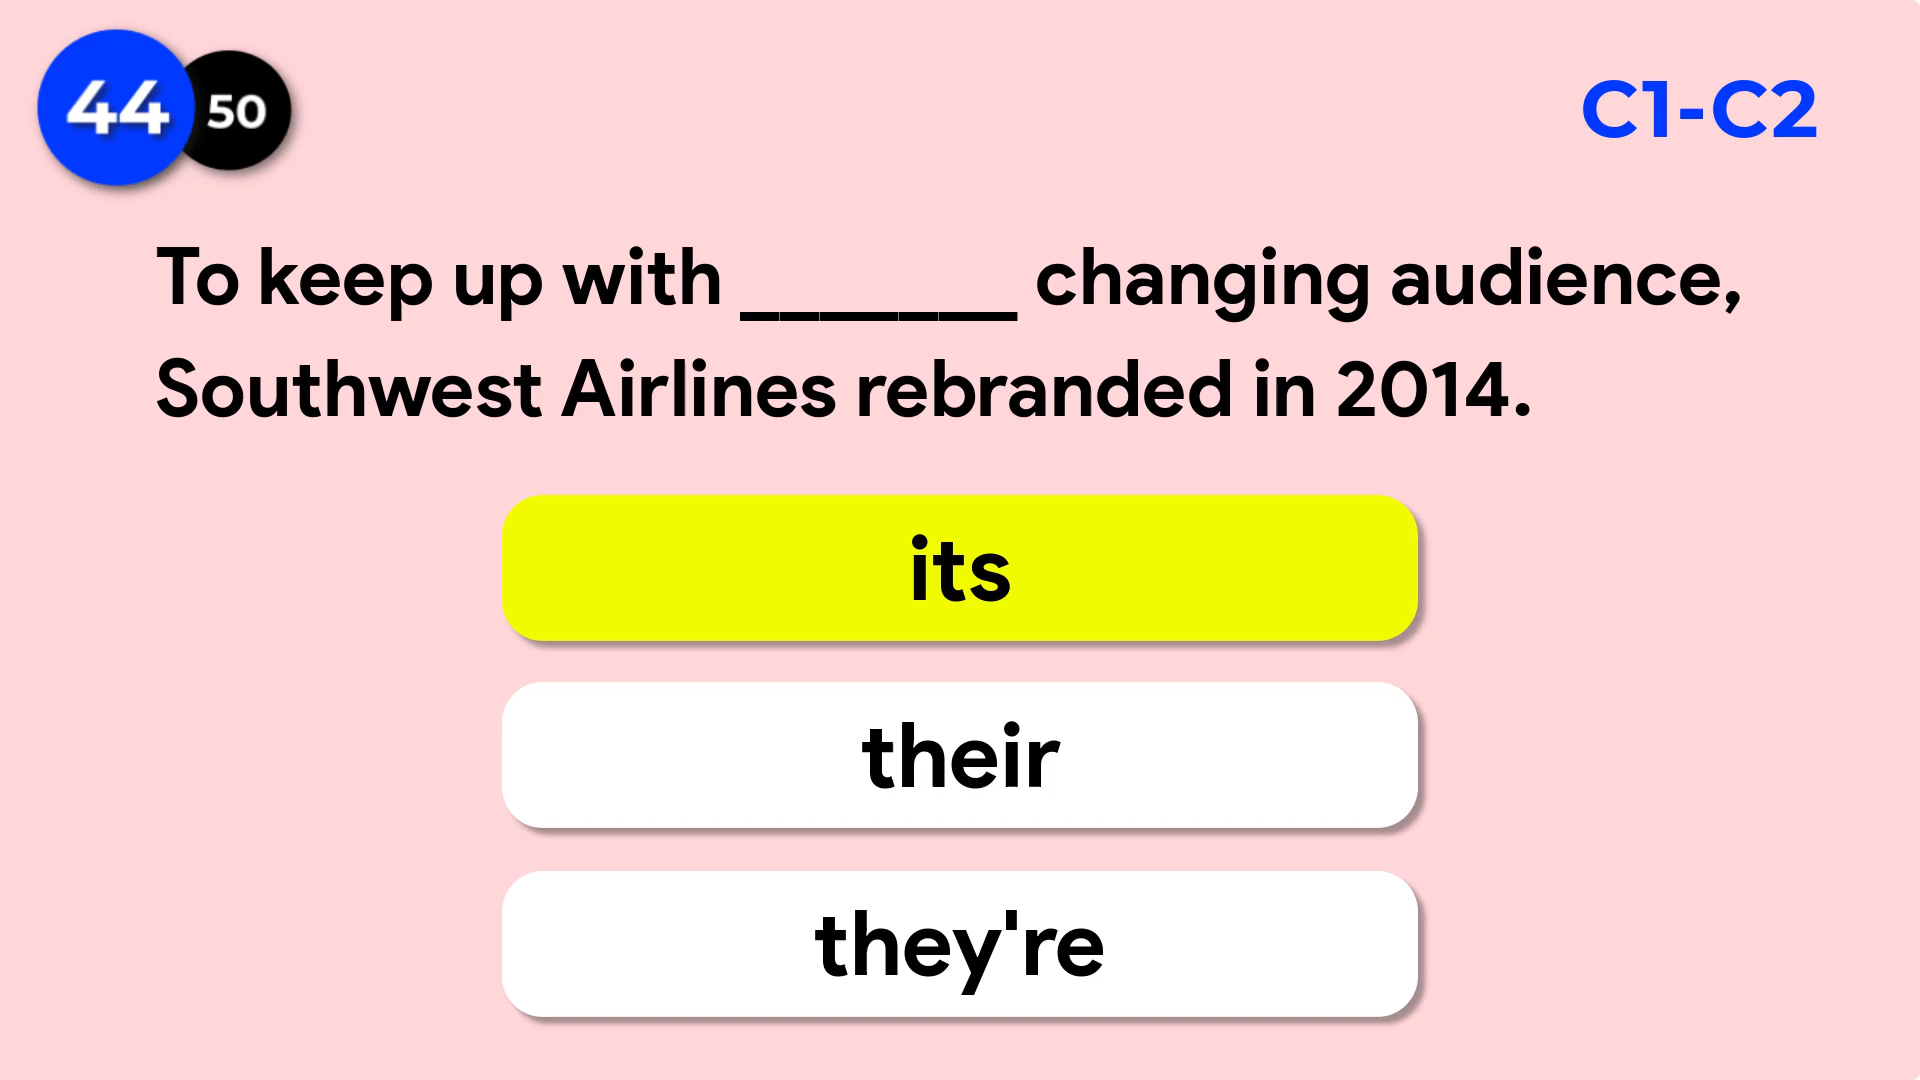 44 50
C1-C2
To keep up with _______ changing audience,
Southwest Airlines rebranded in 2014.
its
their
they're